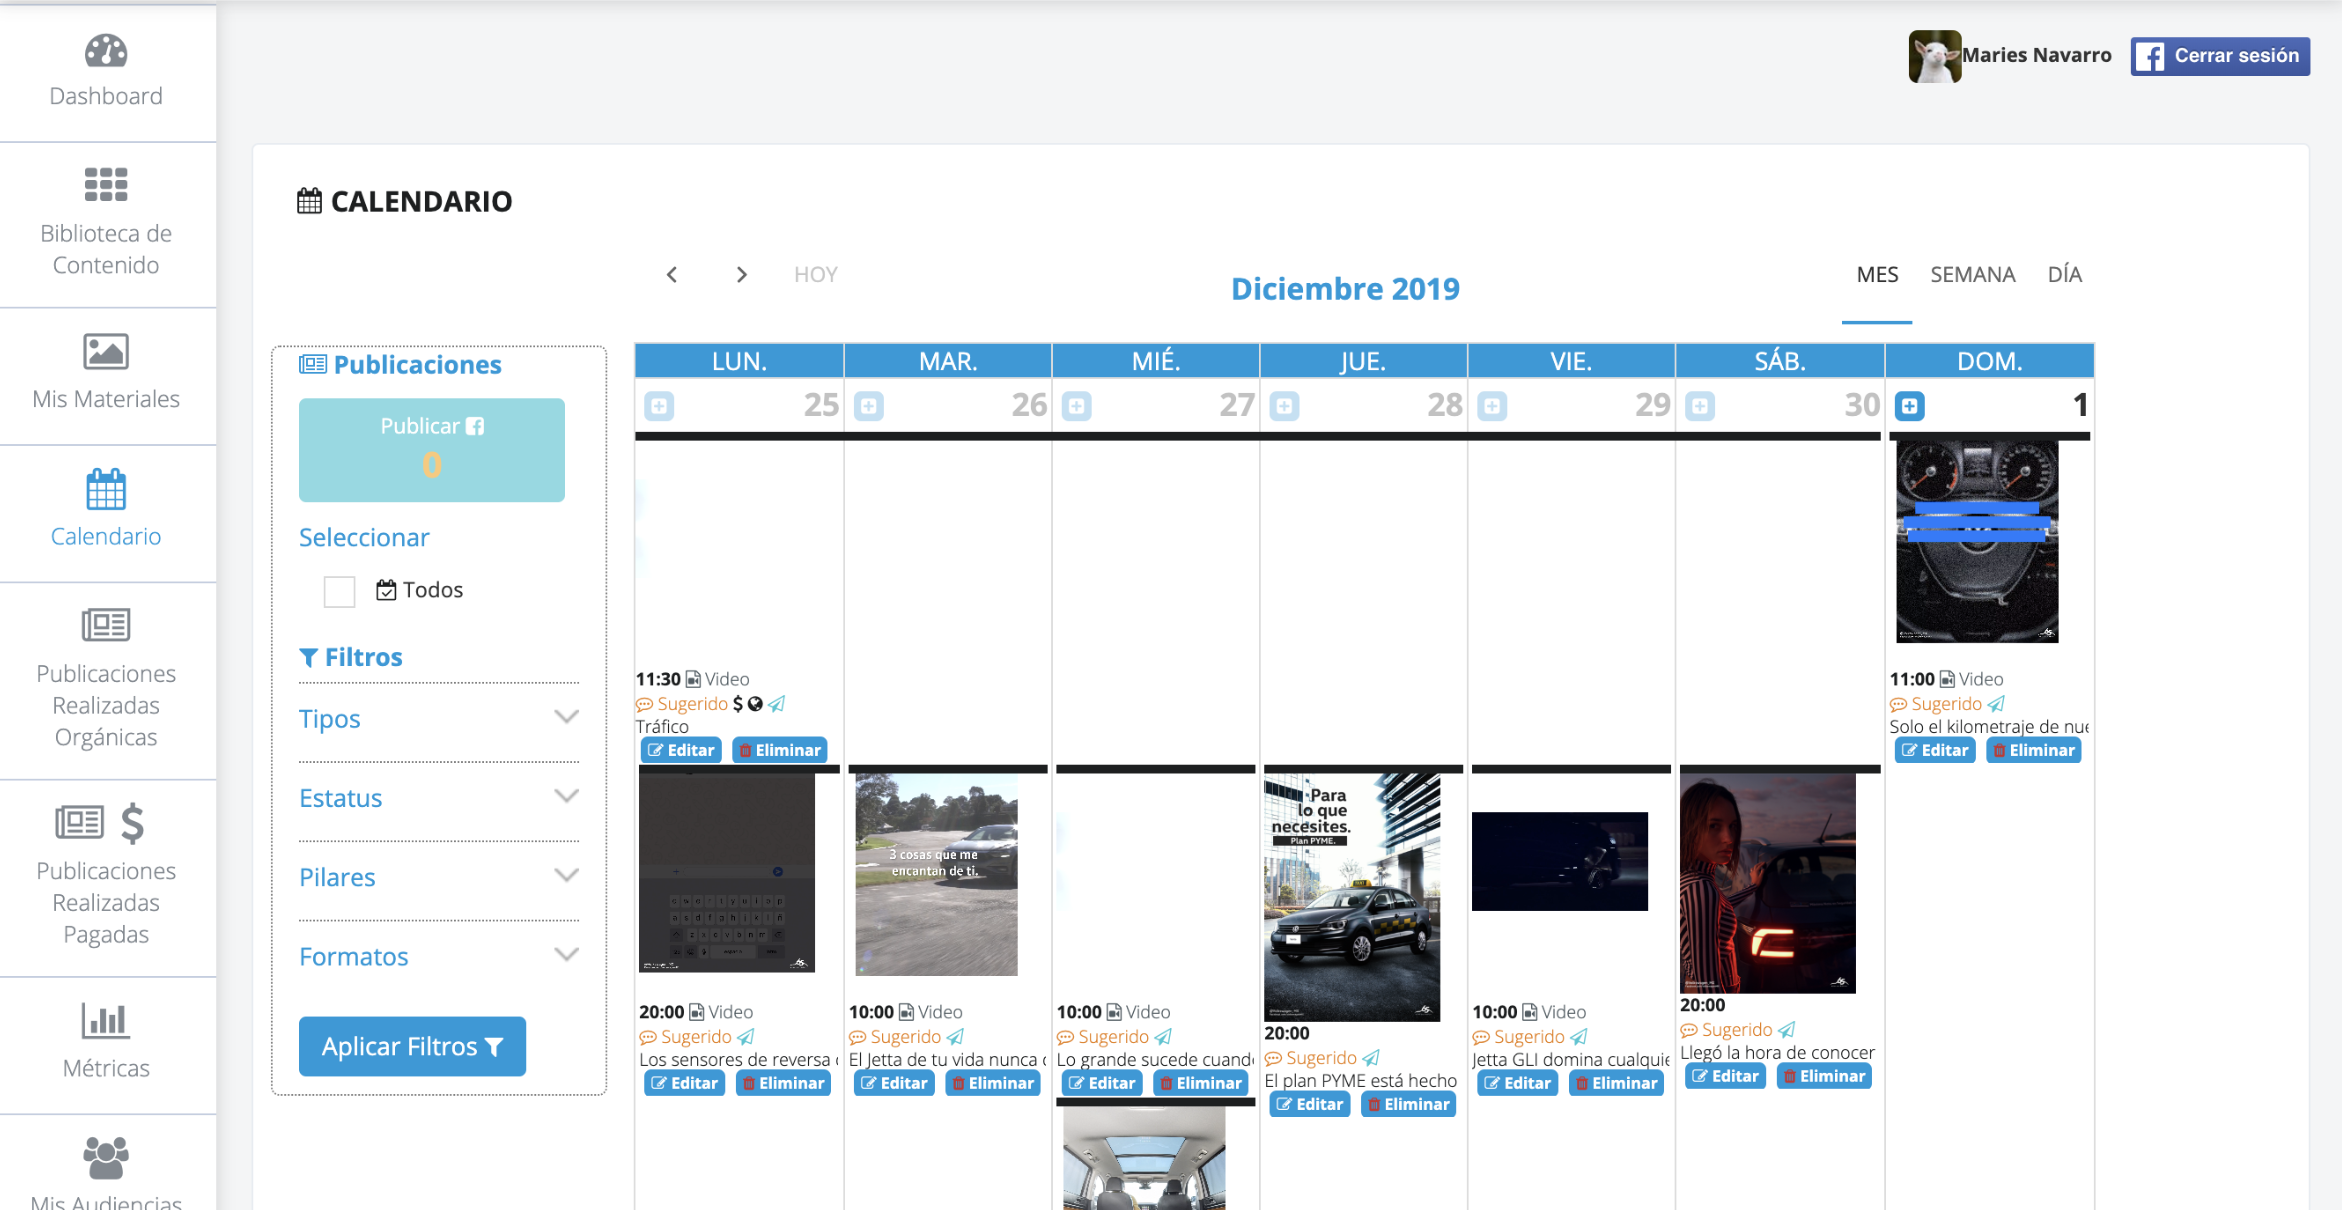 Dashboard
Biblioteca de
Contenido
Mis Materiales
Calendario
Publicaciones
Realizadas
Orgánicas
Publicaciones
Realizadas
Pagadas
Métricas
Mis Audiencias
Maries Navarro
Cerrar sesión
CALENDARIO
HOY
Diciembre 2019
MES SEMANA DÍA
Publicaciones
Publicar
0
Seleccionar
Todos
Filtros
Tipos
Estatus
Pilares
Formatos
Aplicar Filtros
LUN. MAR. MIÉ. JUE. VIE. SÁB. DOM.
25 26 27 28 29 30 1
11:30 Video
Sugerido $
Tráfico
Editar Eliminar
11:00 Video
Sugerido
Solo el kilometraje de nue
Editar Eliminar
20:00 Video
Sugerido
Los sensores de reversa
Editar Eliminar
3 cosas que me
encantan de ti.
10:00 Video
Sugerido
El Jetta de tu vida nunca
Editar Eliminar
10:00 Video
Sugerido
Lo grande sucede cuand
Editar Eliminar
Para
lo que
necesites.
Plan PYME.
20:00
Sugerido
El plan PYME está hecho
Editar Eliminar
10:00 Video
Sugerido
Jetta GLI domina cualquie
Editar Eliminar
20:00
Sugerido
Llegó la hora de conocer
Editar Eliminar